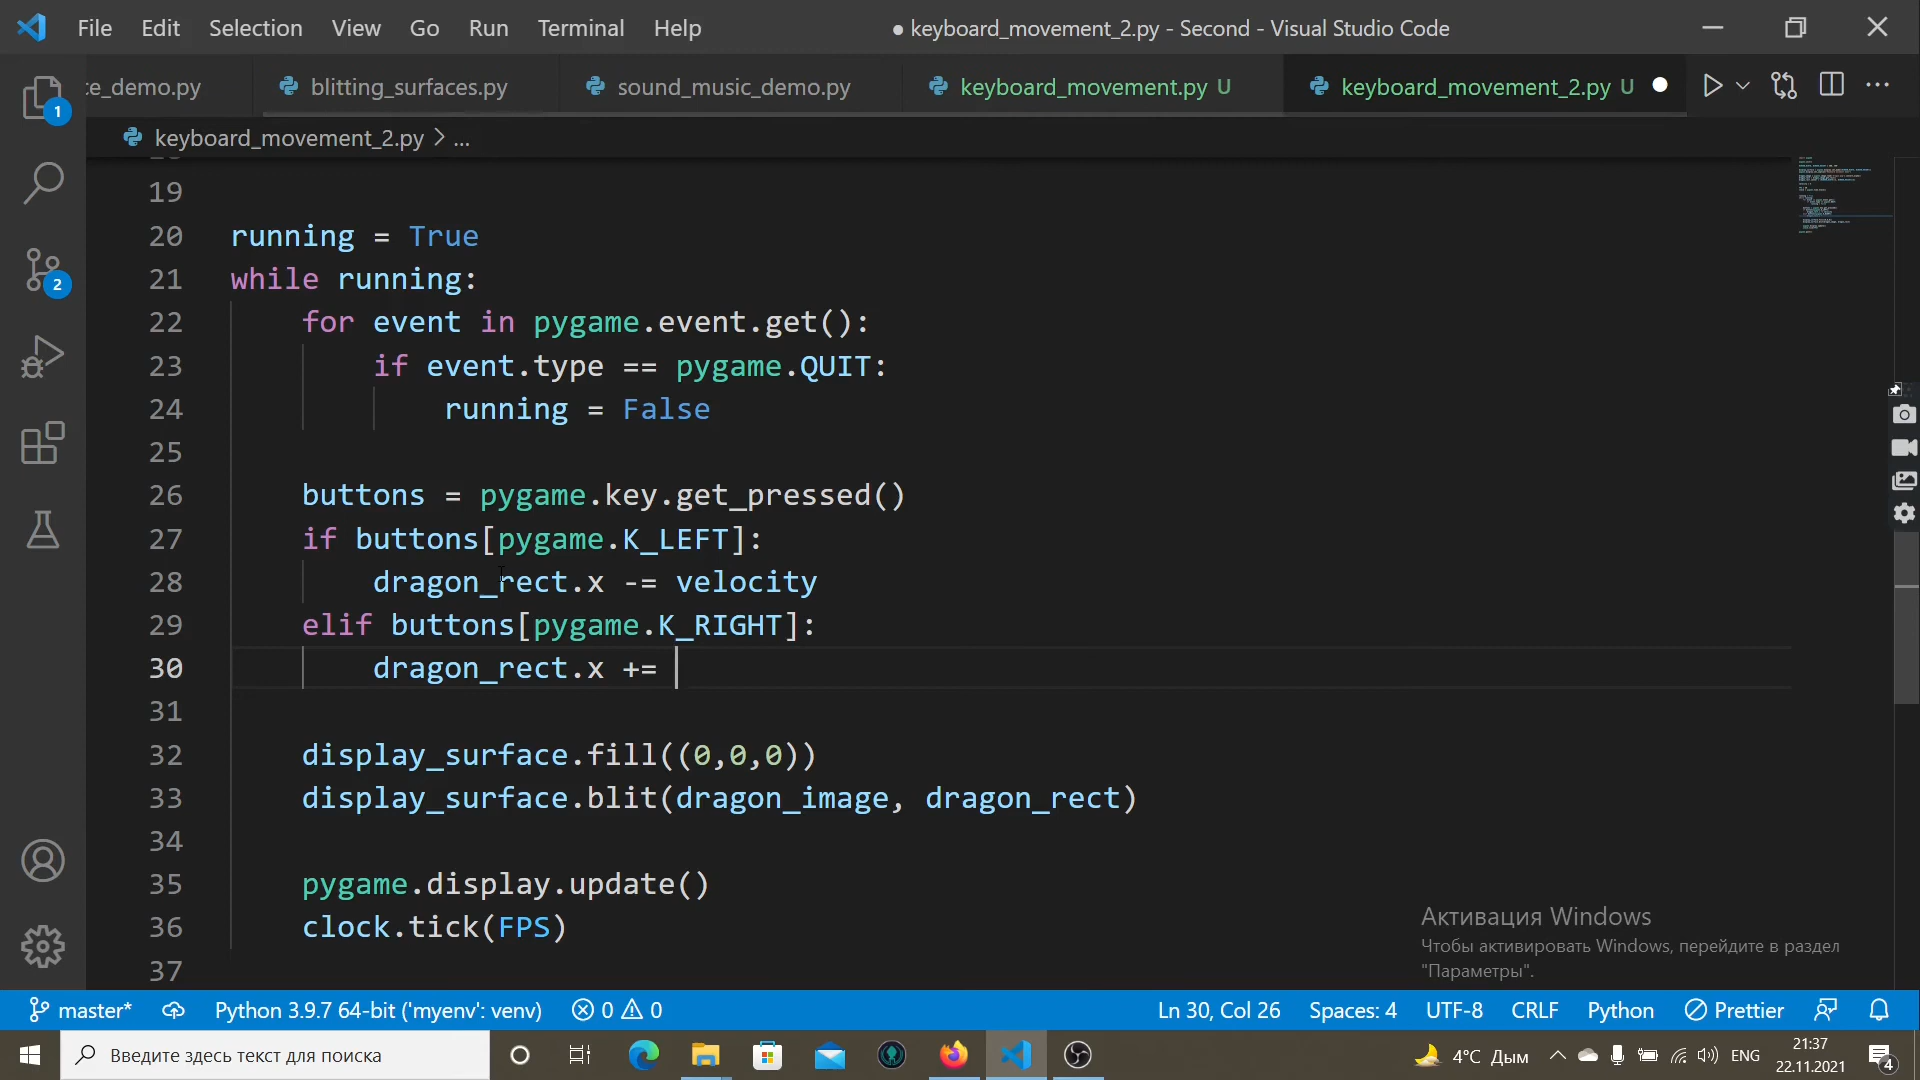 File Edit Selection View Go Run Terminal Help
● keyboard_movement_2.py - Second - Visual Studio Code
ce_demo.py blitting_surfaces.py sound_music_demo.py keyboard_movement.py U keyboard_movement_2.py U
1
keyboard_movement_2.py > ...
19
20 running = True
21 while running:
22 for event in pygame.event.get():
23 if event.type == pygame.QUIT:
24 running = False
25
26 buttons = pygame.key.get_pressed()
2
27 if buttons[pygame.K_LEFT]:
28 dragon_rect.x -= velocity
29 elif buttons[pygame.K_RIGHT]:
30 dragon_rect.x +=
31
32 display_surface.fill((0,0,0))
33 display_surface.blit(dragon_image, dragon_rect)
34
35 pygame.display.update()
36 clock.tick(FPS)
37
Активация Windows
Чтобы активировать Windows, перейдите в раздел
"Параметры".
master* Python 3.9.7 64-bit ('myenv': venv) 0 0 Ln 30, Col 26 Spaces: 4 UTF-8 CRLF Python Prettier
Введите здесь текст для поиска
4°C Дым ENG
21:37
22.11.2021
4